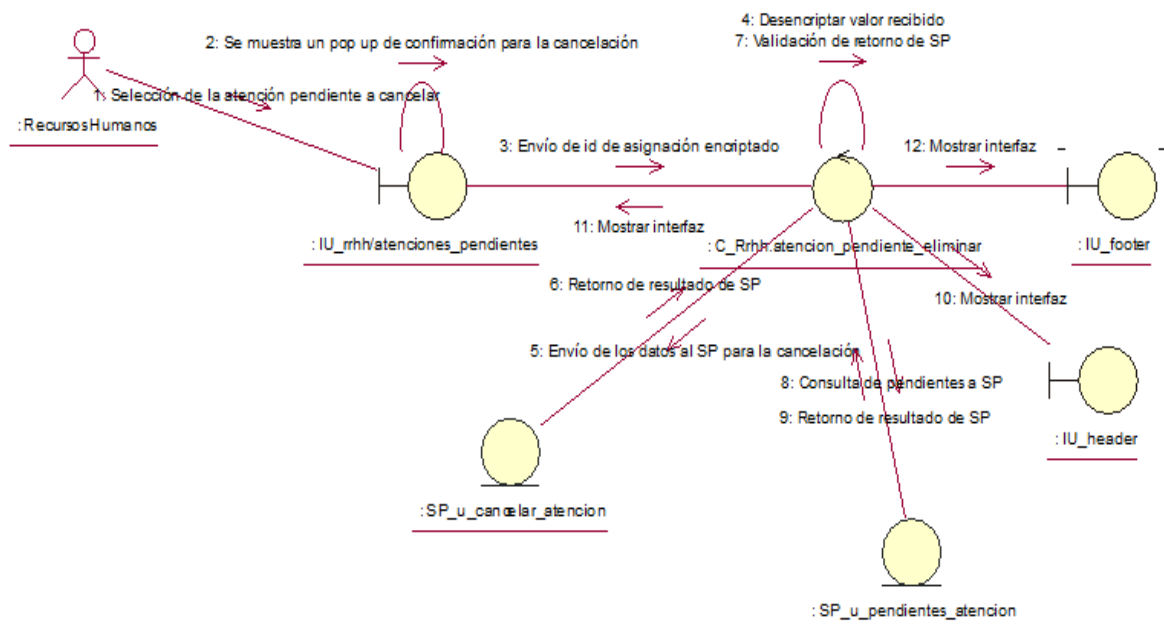 4: Desencriptar valor recibido
2: Se muestra un pop up de confirmación para la cancelación
7: Validación de retorno de SP
1: Selección de la atención pendiente a cancelar
: RecursosHumanos
3: Envío de id de asignación encriptado
12: Mostrar interfaz
11: Mostrar interfaz
: IU_rrhh/atenciones_pendientes
: C_Rrhh:atencion_pendiente_eliminar
: IU_footer
6: Retorno de resultado de SP
10: Mostrar interfaz
5: Envío de los datos al SP para la cancelación
8: Consulta de pendientes a SP
9: Retorno de resultado de SP
: IU_header
: SP_u_cancelar_atencion
: SP_u_pendientes_atencion